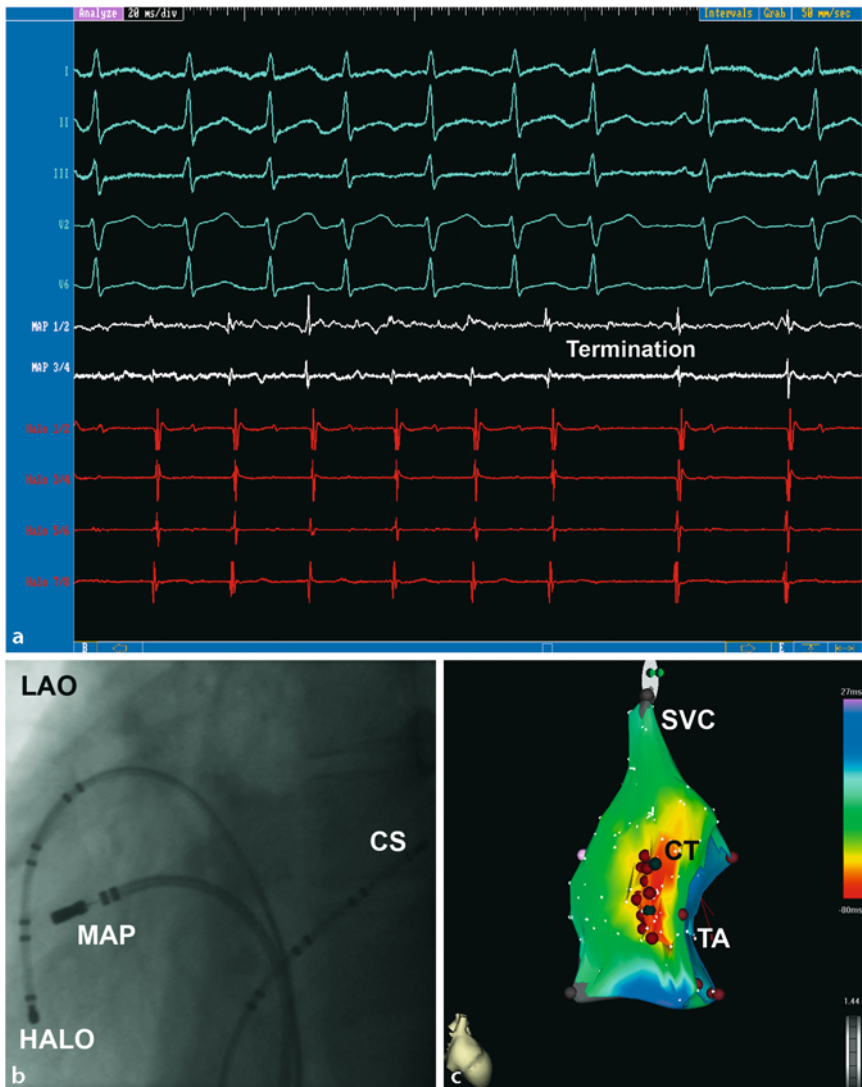 Analyze 20 ms/div Intervals Grab 50 mm/sec
I
II
III
V2
V6
MAP 1/2
Termination
MAP 3/4
Halo 1/2
Halo 3/4
Halo 5/6
Halo 7/8
B E
a
LAO
CS
MAP
HALO
b
27ms
SVC
CT
-80ms
TA
1.44
c